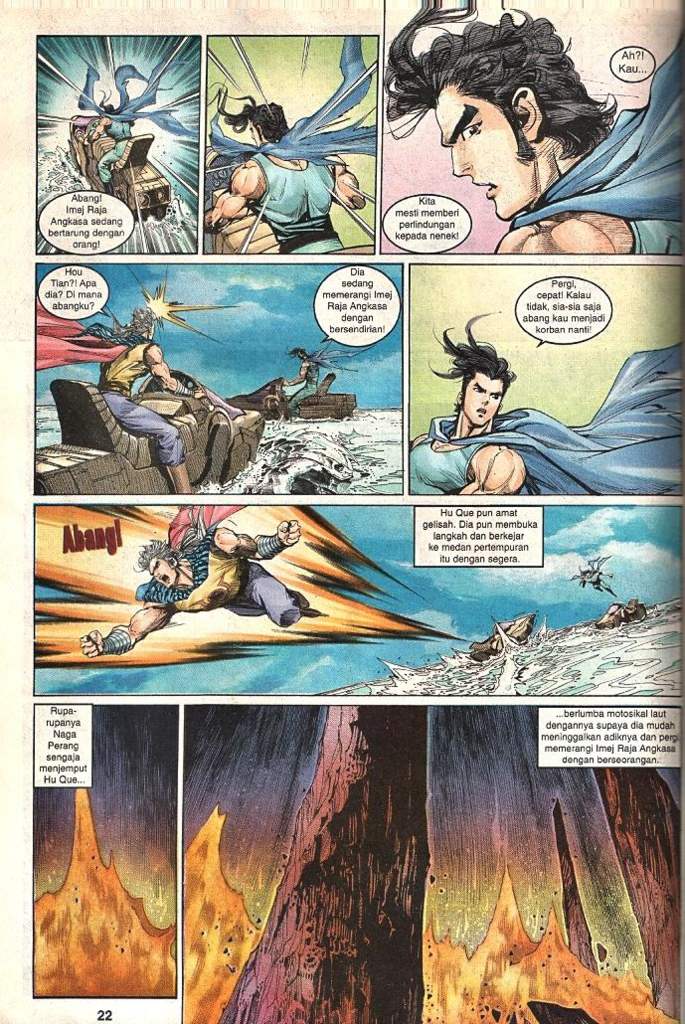 Abang!
Imej Raja
Angkasa sedang
bertarung dengan
orang!
Kita
mesti memberi
perlindungan
kepada nenek!
Ah?!
Kau...
Hou
Tian?! Apa
dia? Di mana
abangku?
Dia
sedang
memerangi Imej
Raja Angkasa
dengan
bersendirian!
Pergi,
cepat! Kalau
tidak, sia-sia saja
abang kau menjadi
korban nanti!
Abang!
Hu Que pun amat
gelisah. Dia pun membuka
langkah dan berkejar
ke medan pertempuran
itu dengan segera.
Rupa-
rupanya
Naga
Perang
sengaja
menjemput
Hu Que...
...berlumba motosikal laut
dengannya supaya dia mudah
meninggalkan adiknya dan pergi
memerangi Imej Raja Angkasa
dengan berseorangan.
22